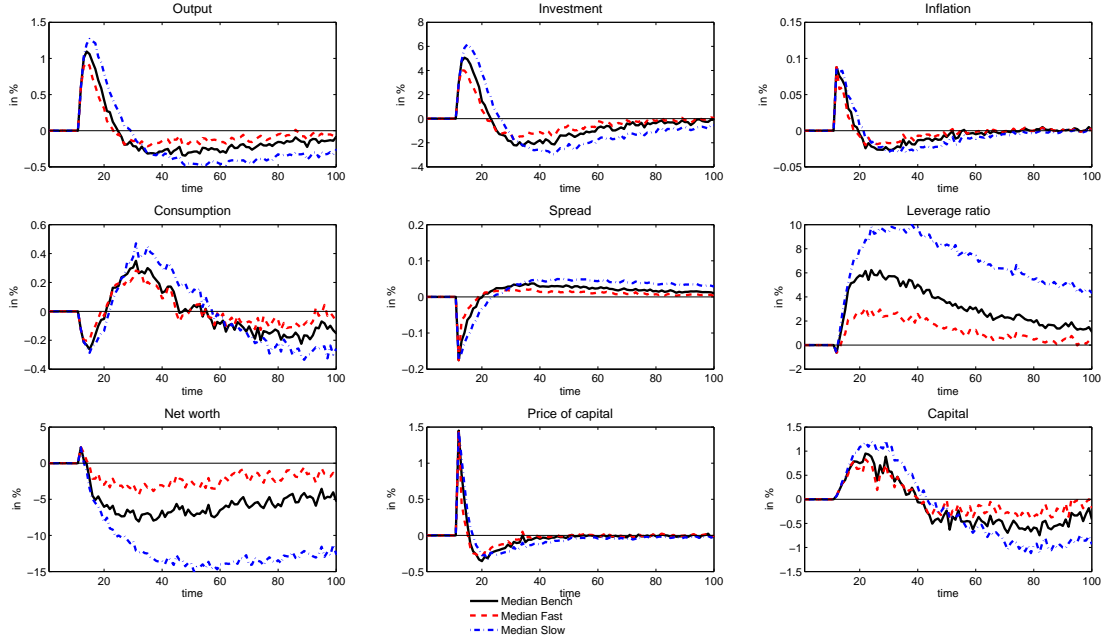 Output
1.5
1
0.5
0
−0.5
in %
20 40 60 80 100
time
Investment
8
6
4
2
0
−2
−4
in %
20 40 60 80 100
time
Inflation
0.15
0.1
0.05
0
−0.05
in %
20 40 60 80 100
time
Consumption
0.6
0.4
0.2
0
−0.2
−0.4
in %
20 40 60 80 100
time
Spread
0.2
0.1
0
−0.1
−0.2
in %
20 40 60 80 100
time
Leverage ratio
10
8
6
4
2
0
−2
in %
20 40 60 80 100
time
Net worth
5
0
−5
−10
−15
in %
20 40 60 80 100
time
Price of capital
1.5
1
0.5
0
−0.5
in %
20 40 60 80 100
time
Capital
1.5
1
0.5
0
−0.5
−1
−1.5
in %
20 40 60 80 100
time
Median Bench
Median Fast
Median Slow